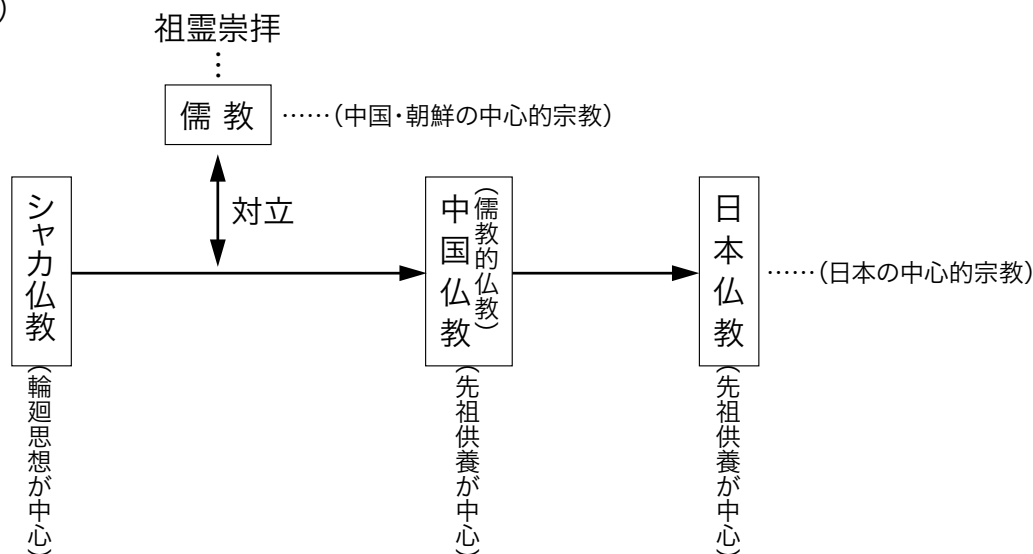 ）
祖霊崇拝
⋮
儒教
……（中国・朝鮮の中心的宗教）
対立
シャカ仏教
（輪廻思想が中心）
中国仏教
（儒教的仏教）
（先祖供養が中心）
日本仏教
……（日本の中心的宗教）
（先祖供養が中心）